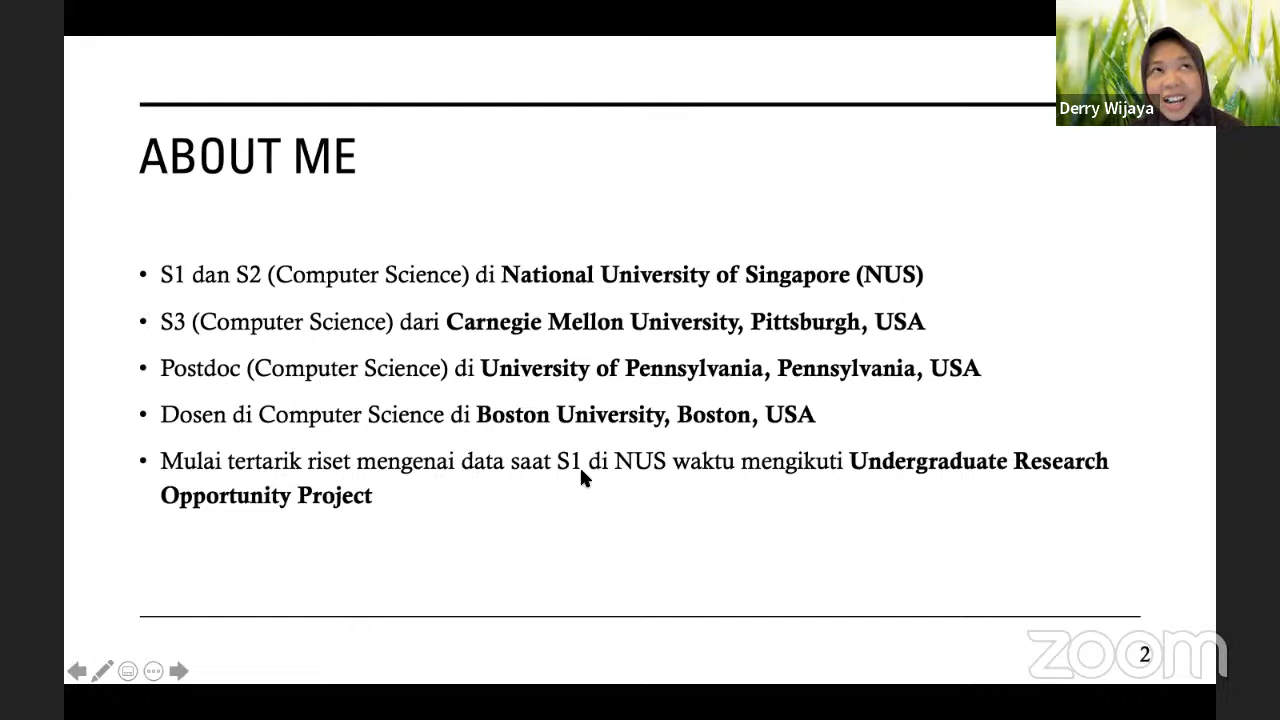 Derry Wijaya
ABOUT ME
• S1 dan S2 (Computer Science) di National University of Singapore (NUS)
• S3 (Computer Science) dari Carnegie Mellon University, Pittsburgh, USA
• Postdoc (Computer Science) di University of Pennsylvania, Pennsylvania, USA
• Dosen di Computer Science di Boston University, Boston, USA
• Mulai tertarik riset mengenai data saat S1 di NUS waktu mengikuti Undergraduate Research
Opportunity Project
zoom
2